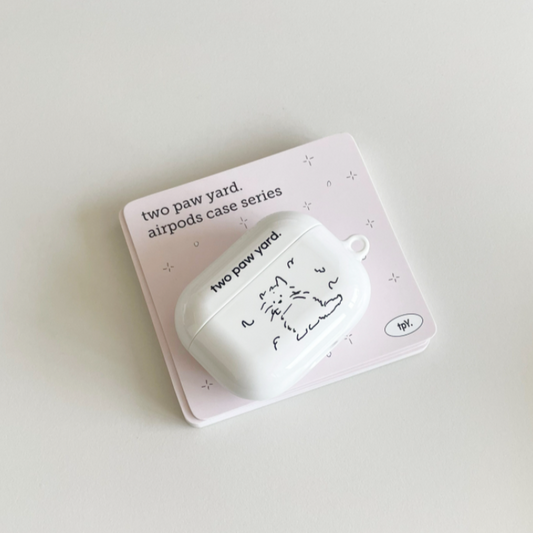 two paw yard.
airpods case series
two paw yard.
tpy.